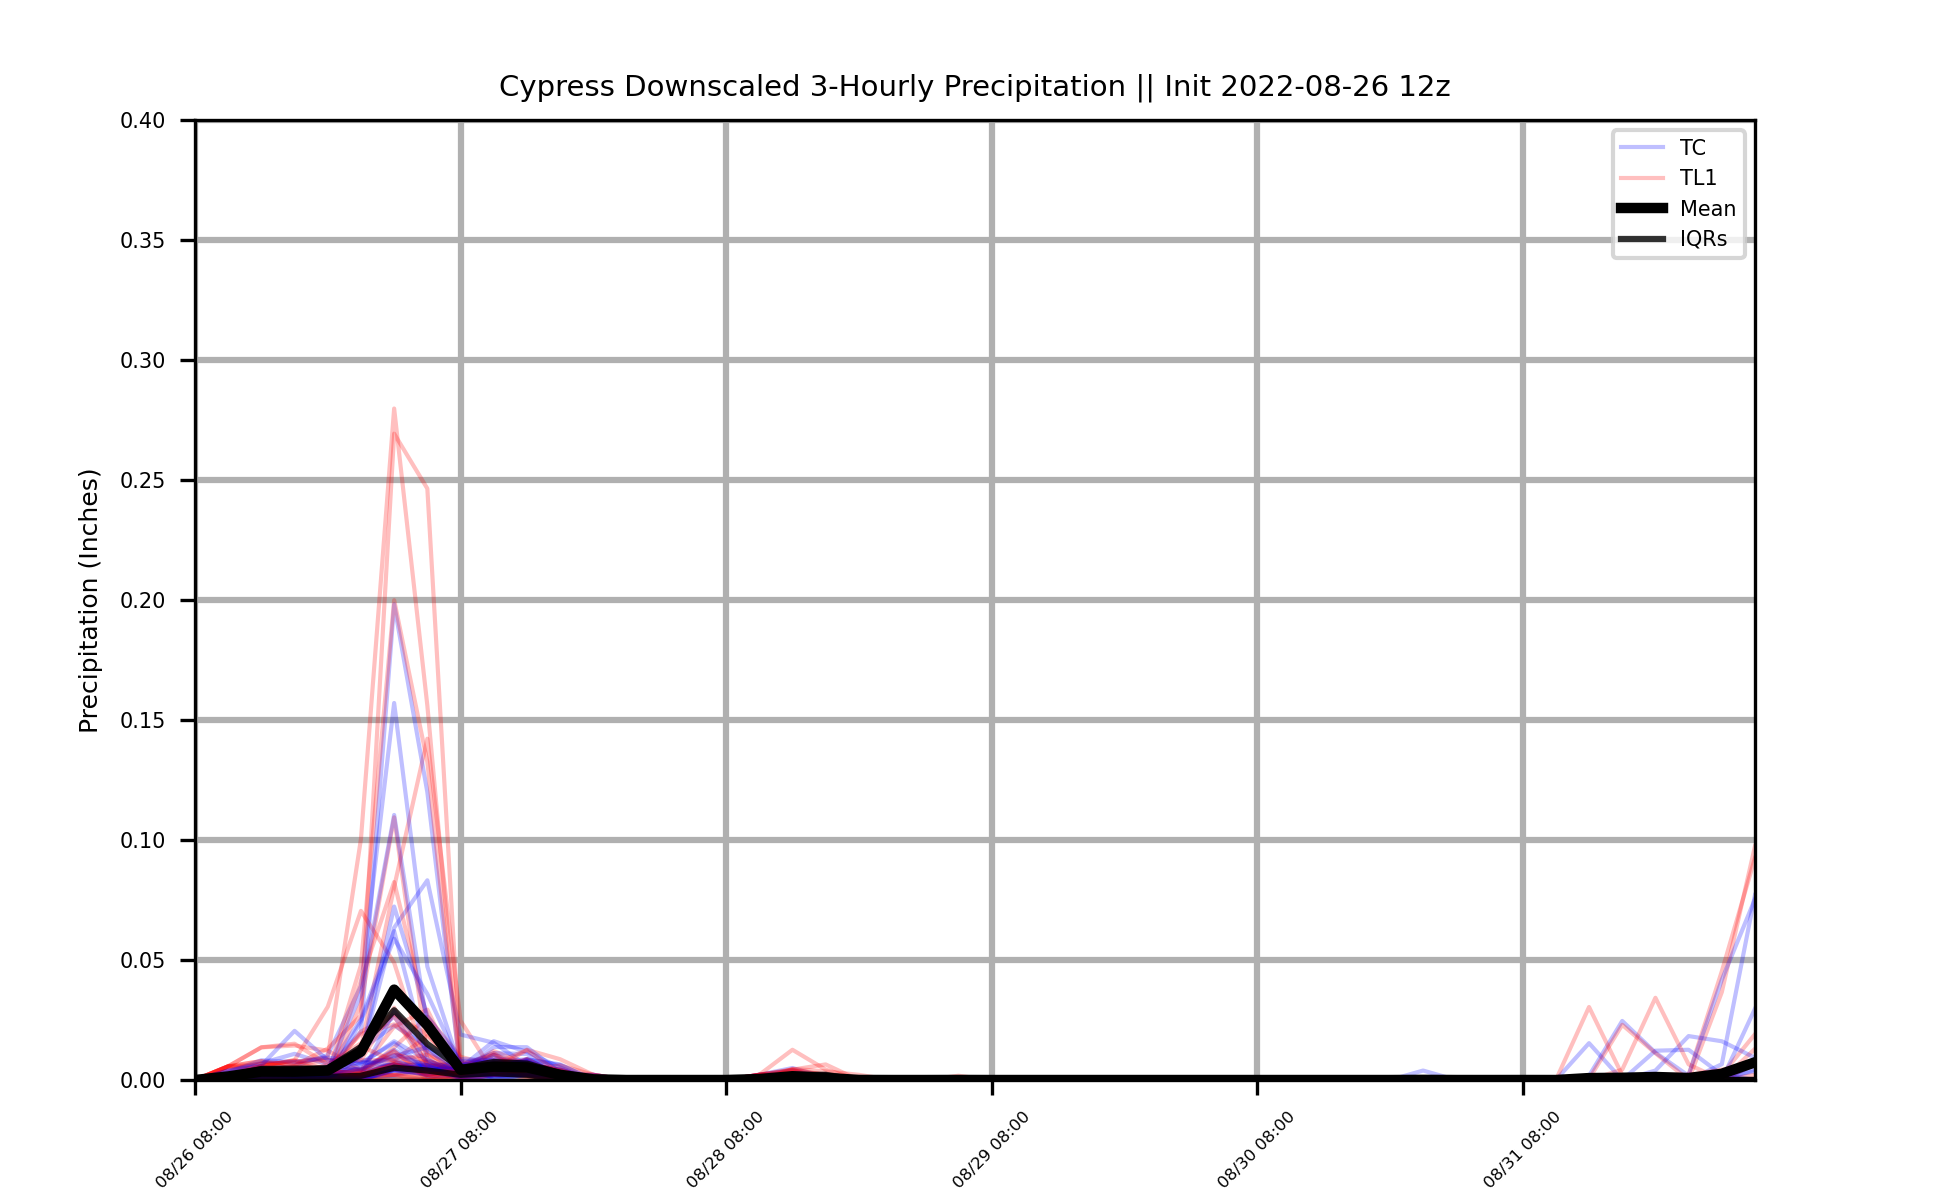 Cypress Downscaled 3-Hourly Precipitation || Init 2022-08-26 12z
TC
TL1
Mean
IQRs
Precipitation (Inches)
0.40
0.35
0.30
0.25
0.20
0.15
0.10
0.05
0.00
08/26 08:00
08/27 08:00
08/28 08:00
08/29 08:00
08/30 08:00
08/31 08:00